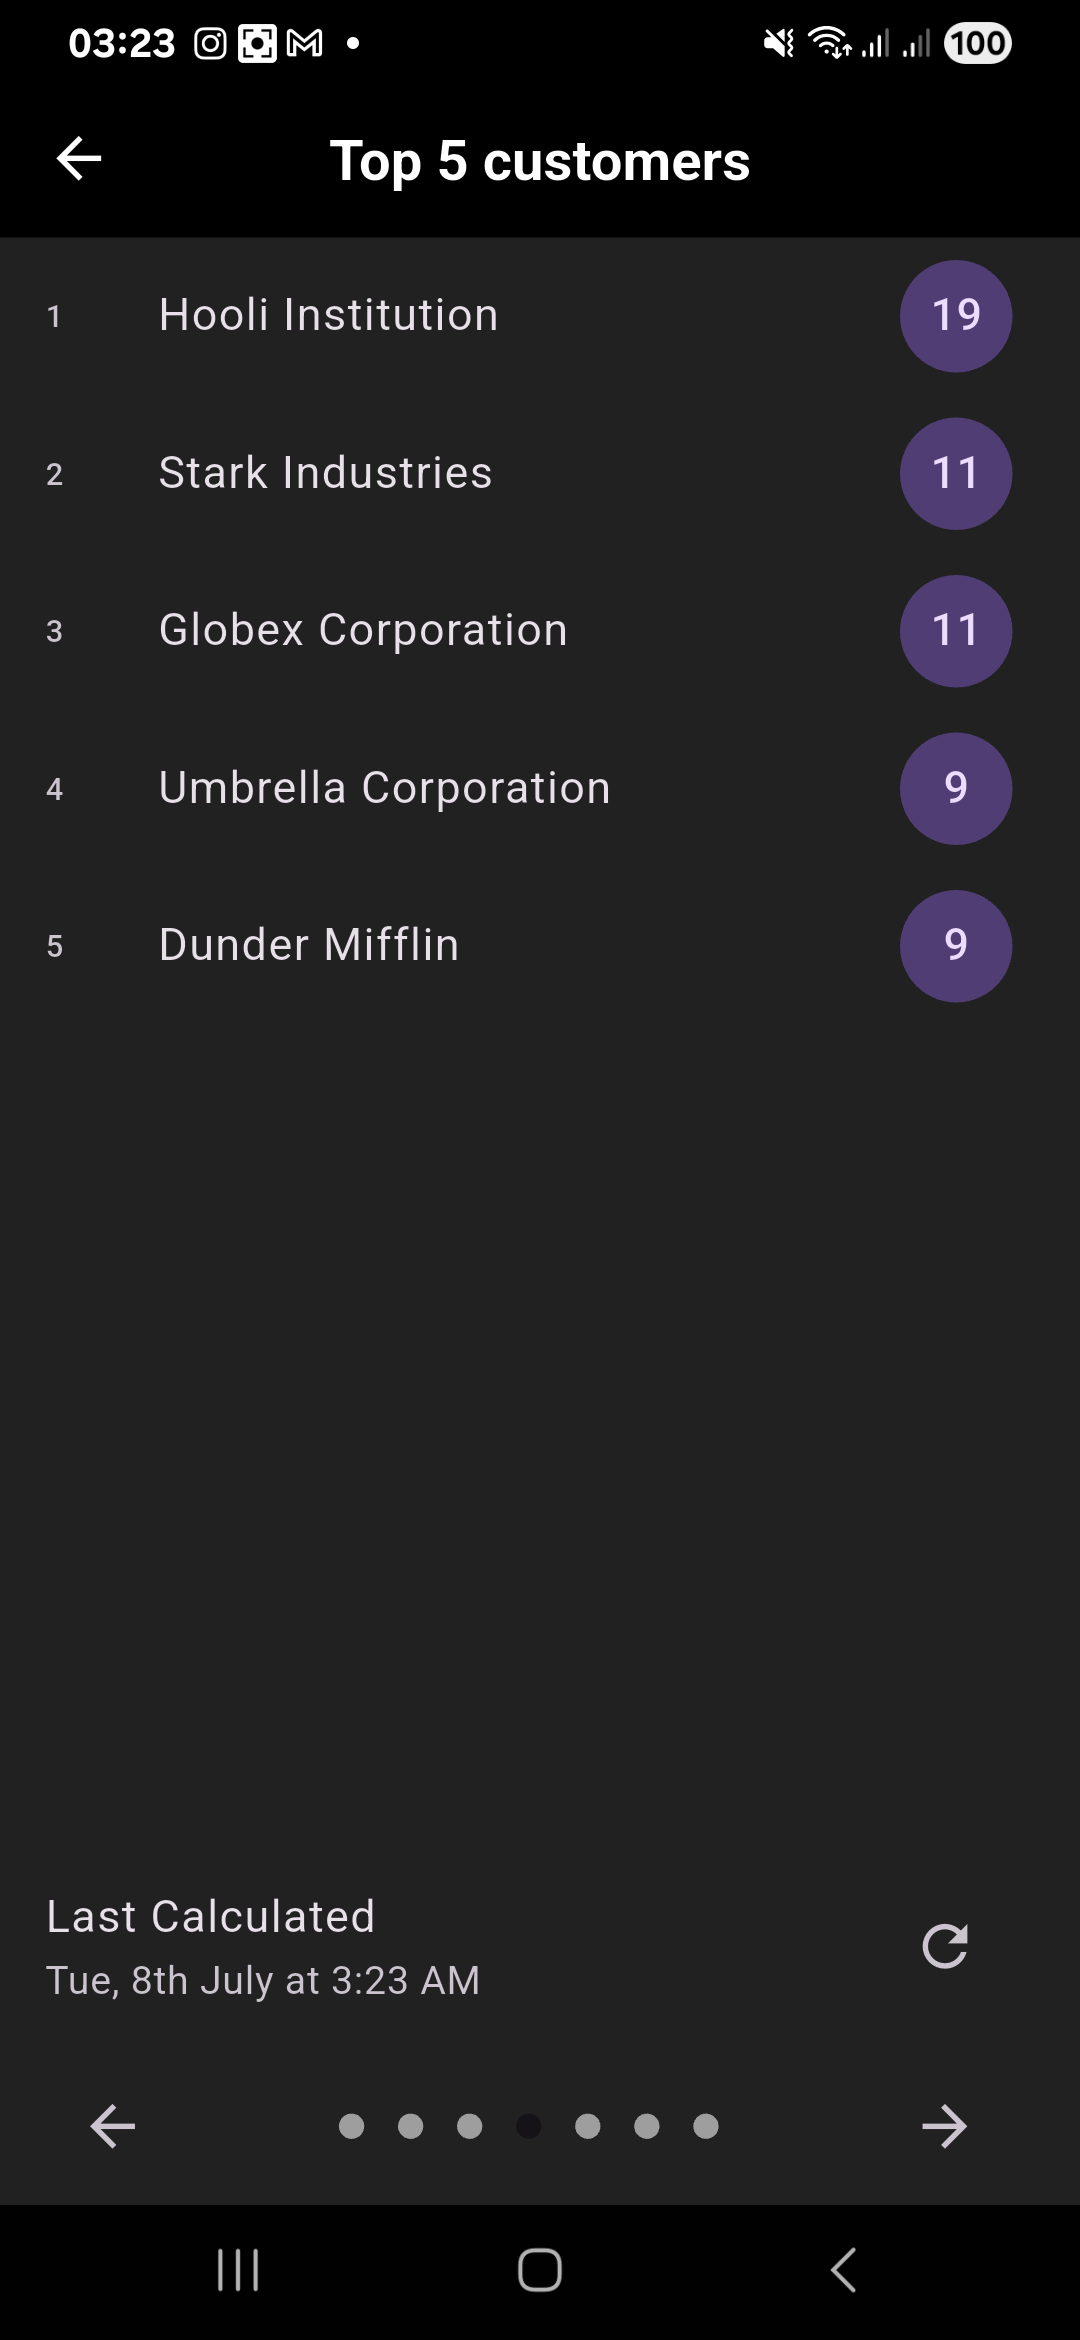 03:23 100
Top 5 customers
1 Hooli Institution 19
2 Stark Industries 11
3 Globex Corporation 11
4 Umbrella Corporation 9
5 Dunder Mifflin 9
Last Calculated
Tue, 8th July at 3:23 AM